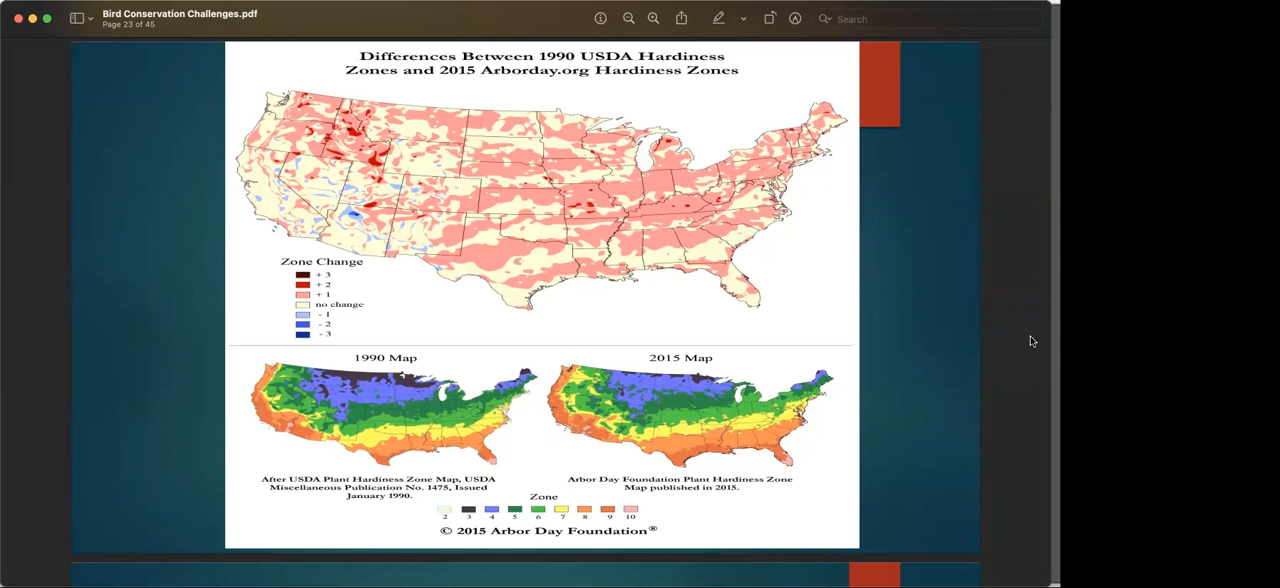 Bird Conservation Challenges.pdf
Page 23 of 45
Search
Differences Between 1990 USDA Hardiness
Zones and 2015 Arborday.org Hardiness Zones
Zone Change
+ 3
+ 2
+ 1
no change
- 1
- 2
- 3
1990 Map
2015 Map
After USDA Plant Hardiness Zone Map, USDA
Miscellaneous Publication No. 1475, Issued
January 1990.
Arbor Day Foundation Plant Hardiness Zone
Map published in 2015.
Zone
2 3 4 5 6 7 8 9 10
© 2015 Arbor Day Foundation®